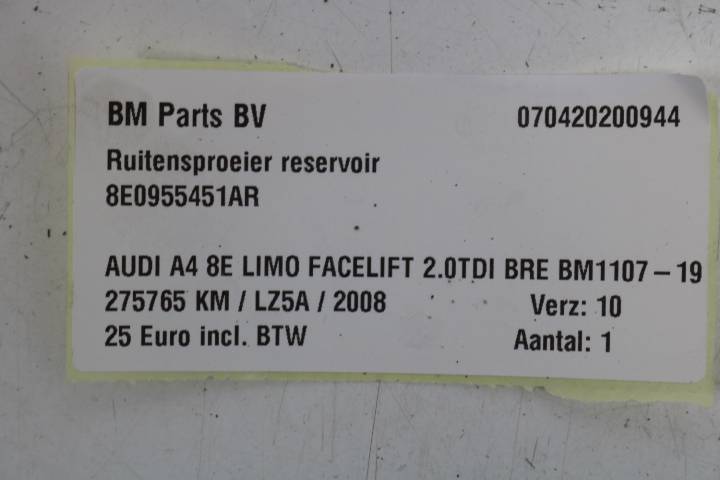 BM Parts BV 070420200944
Ruitensproeier reservoir
8E0955451AR
AUDI A4 8E LIMO FACELIFT 2.0TDI BRE BM1107-19
275765 KM / LZ5A / 2008 Verz: 10
25 Euro incl. BTW Aantal: 1